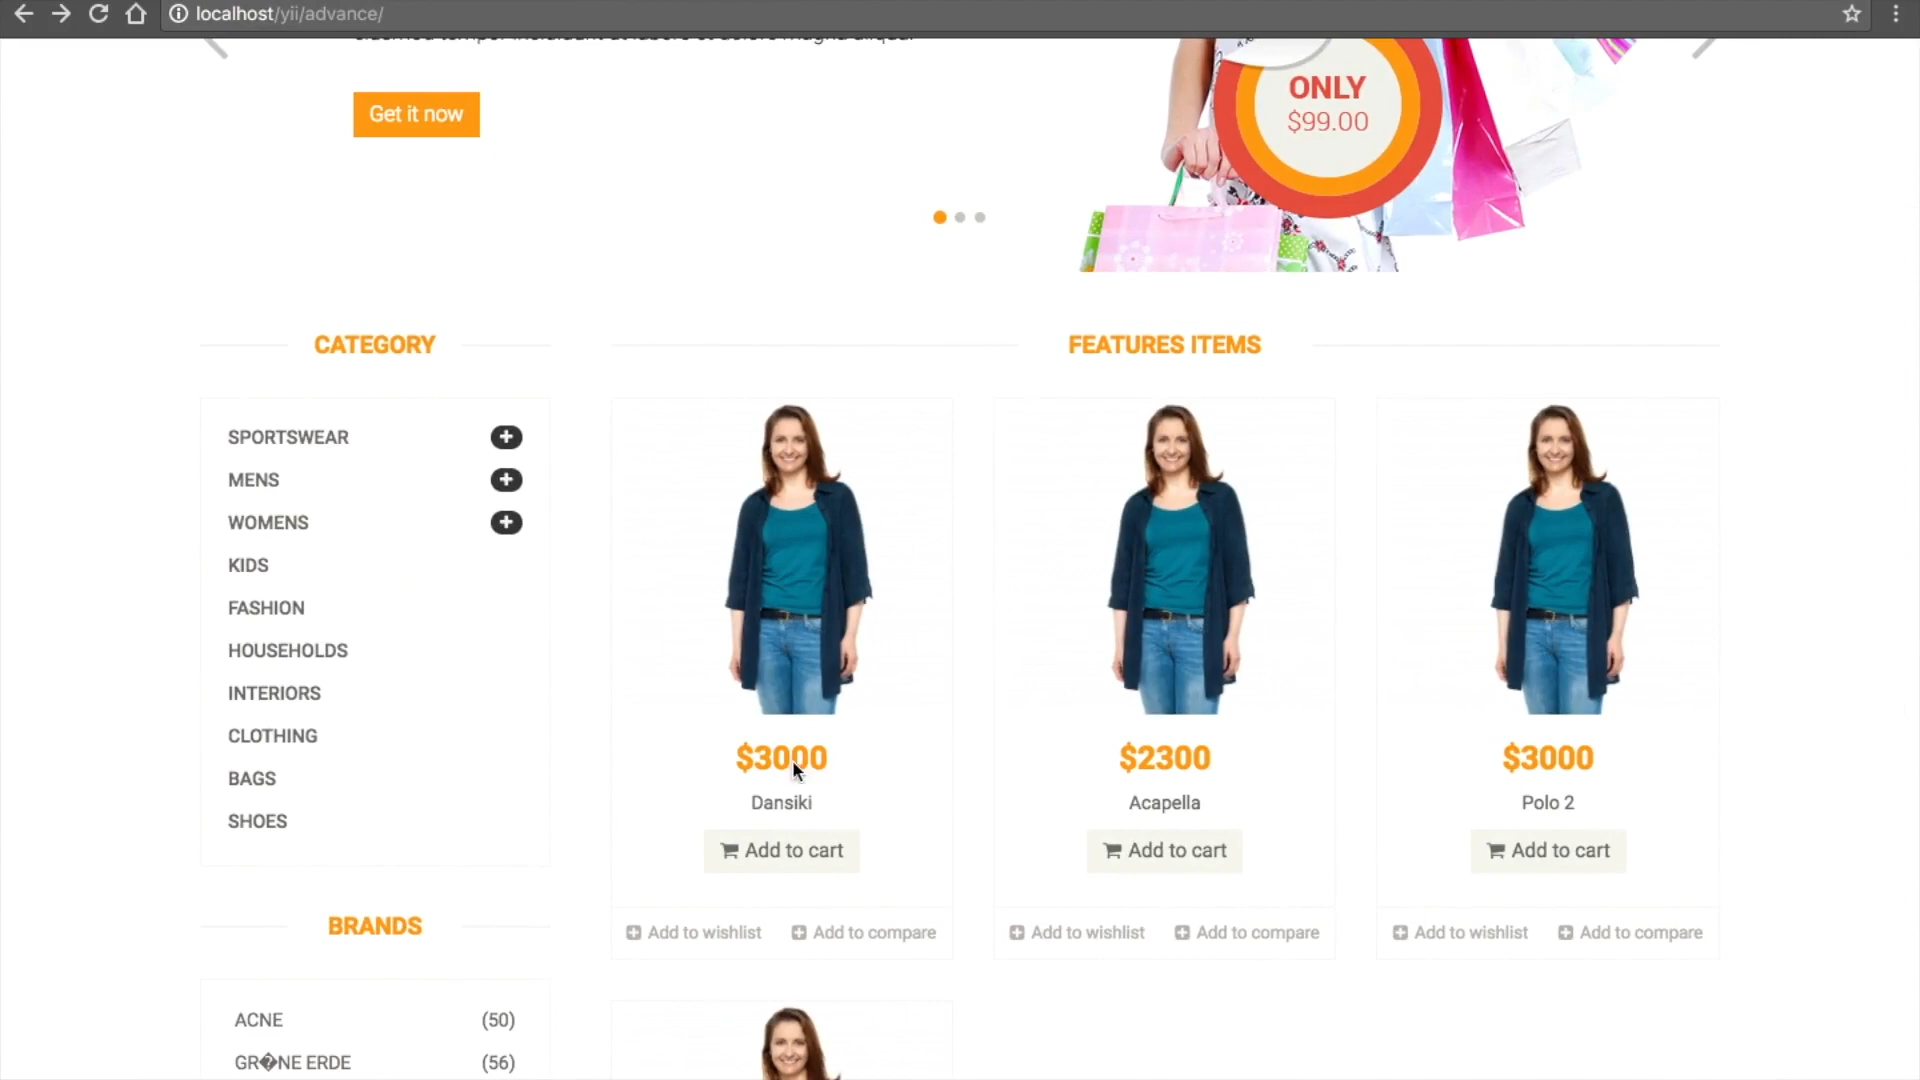 localhost/yii/advance/
ONLY
$99.00
Get it now
CATEGORY
FEATURES ITEMS
SPORTSWEAR
MENS
WOMENS
KIDS
FASHION
HOUSEHOLDS
INTERIORS
CLOTHING
BAGS
SHOES
$3000
Dansiki
Add to cart
Add to wishlist Add to compare
$2300
Acapella
Add to cart
Add to wishlist Add to compare
$3000
Polo 2
Add to cart
Add to wishlist Add to compare
BRANDS
ACNE (50)
GR�NE ERDE (56)